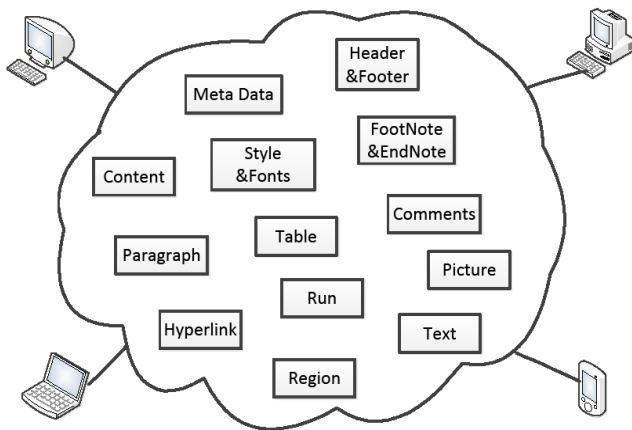 Header
&Footer
Meta Data
FootNote
&EndNote
Style
&Fonts
Content
Comments
Table
Paragraph
Picture
Run
Hyperlink
Text
Region